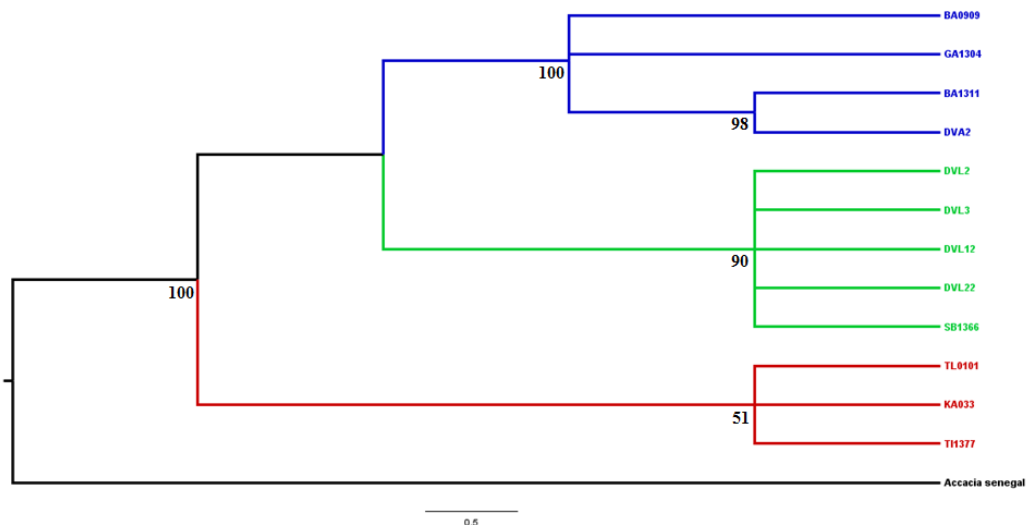 BA0909
GA1304
100
BA1311
98
DVA2
DVL2
DVL3
DVL12
90
DVL22
100
SB1366
TL0101
KA033
51
TI1377
Accacia senegal
0.5